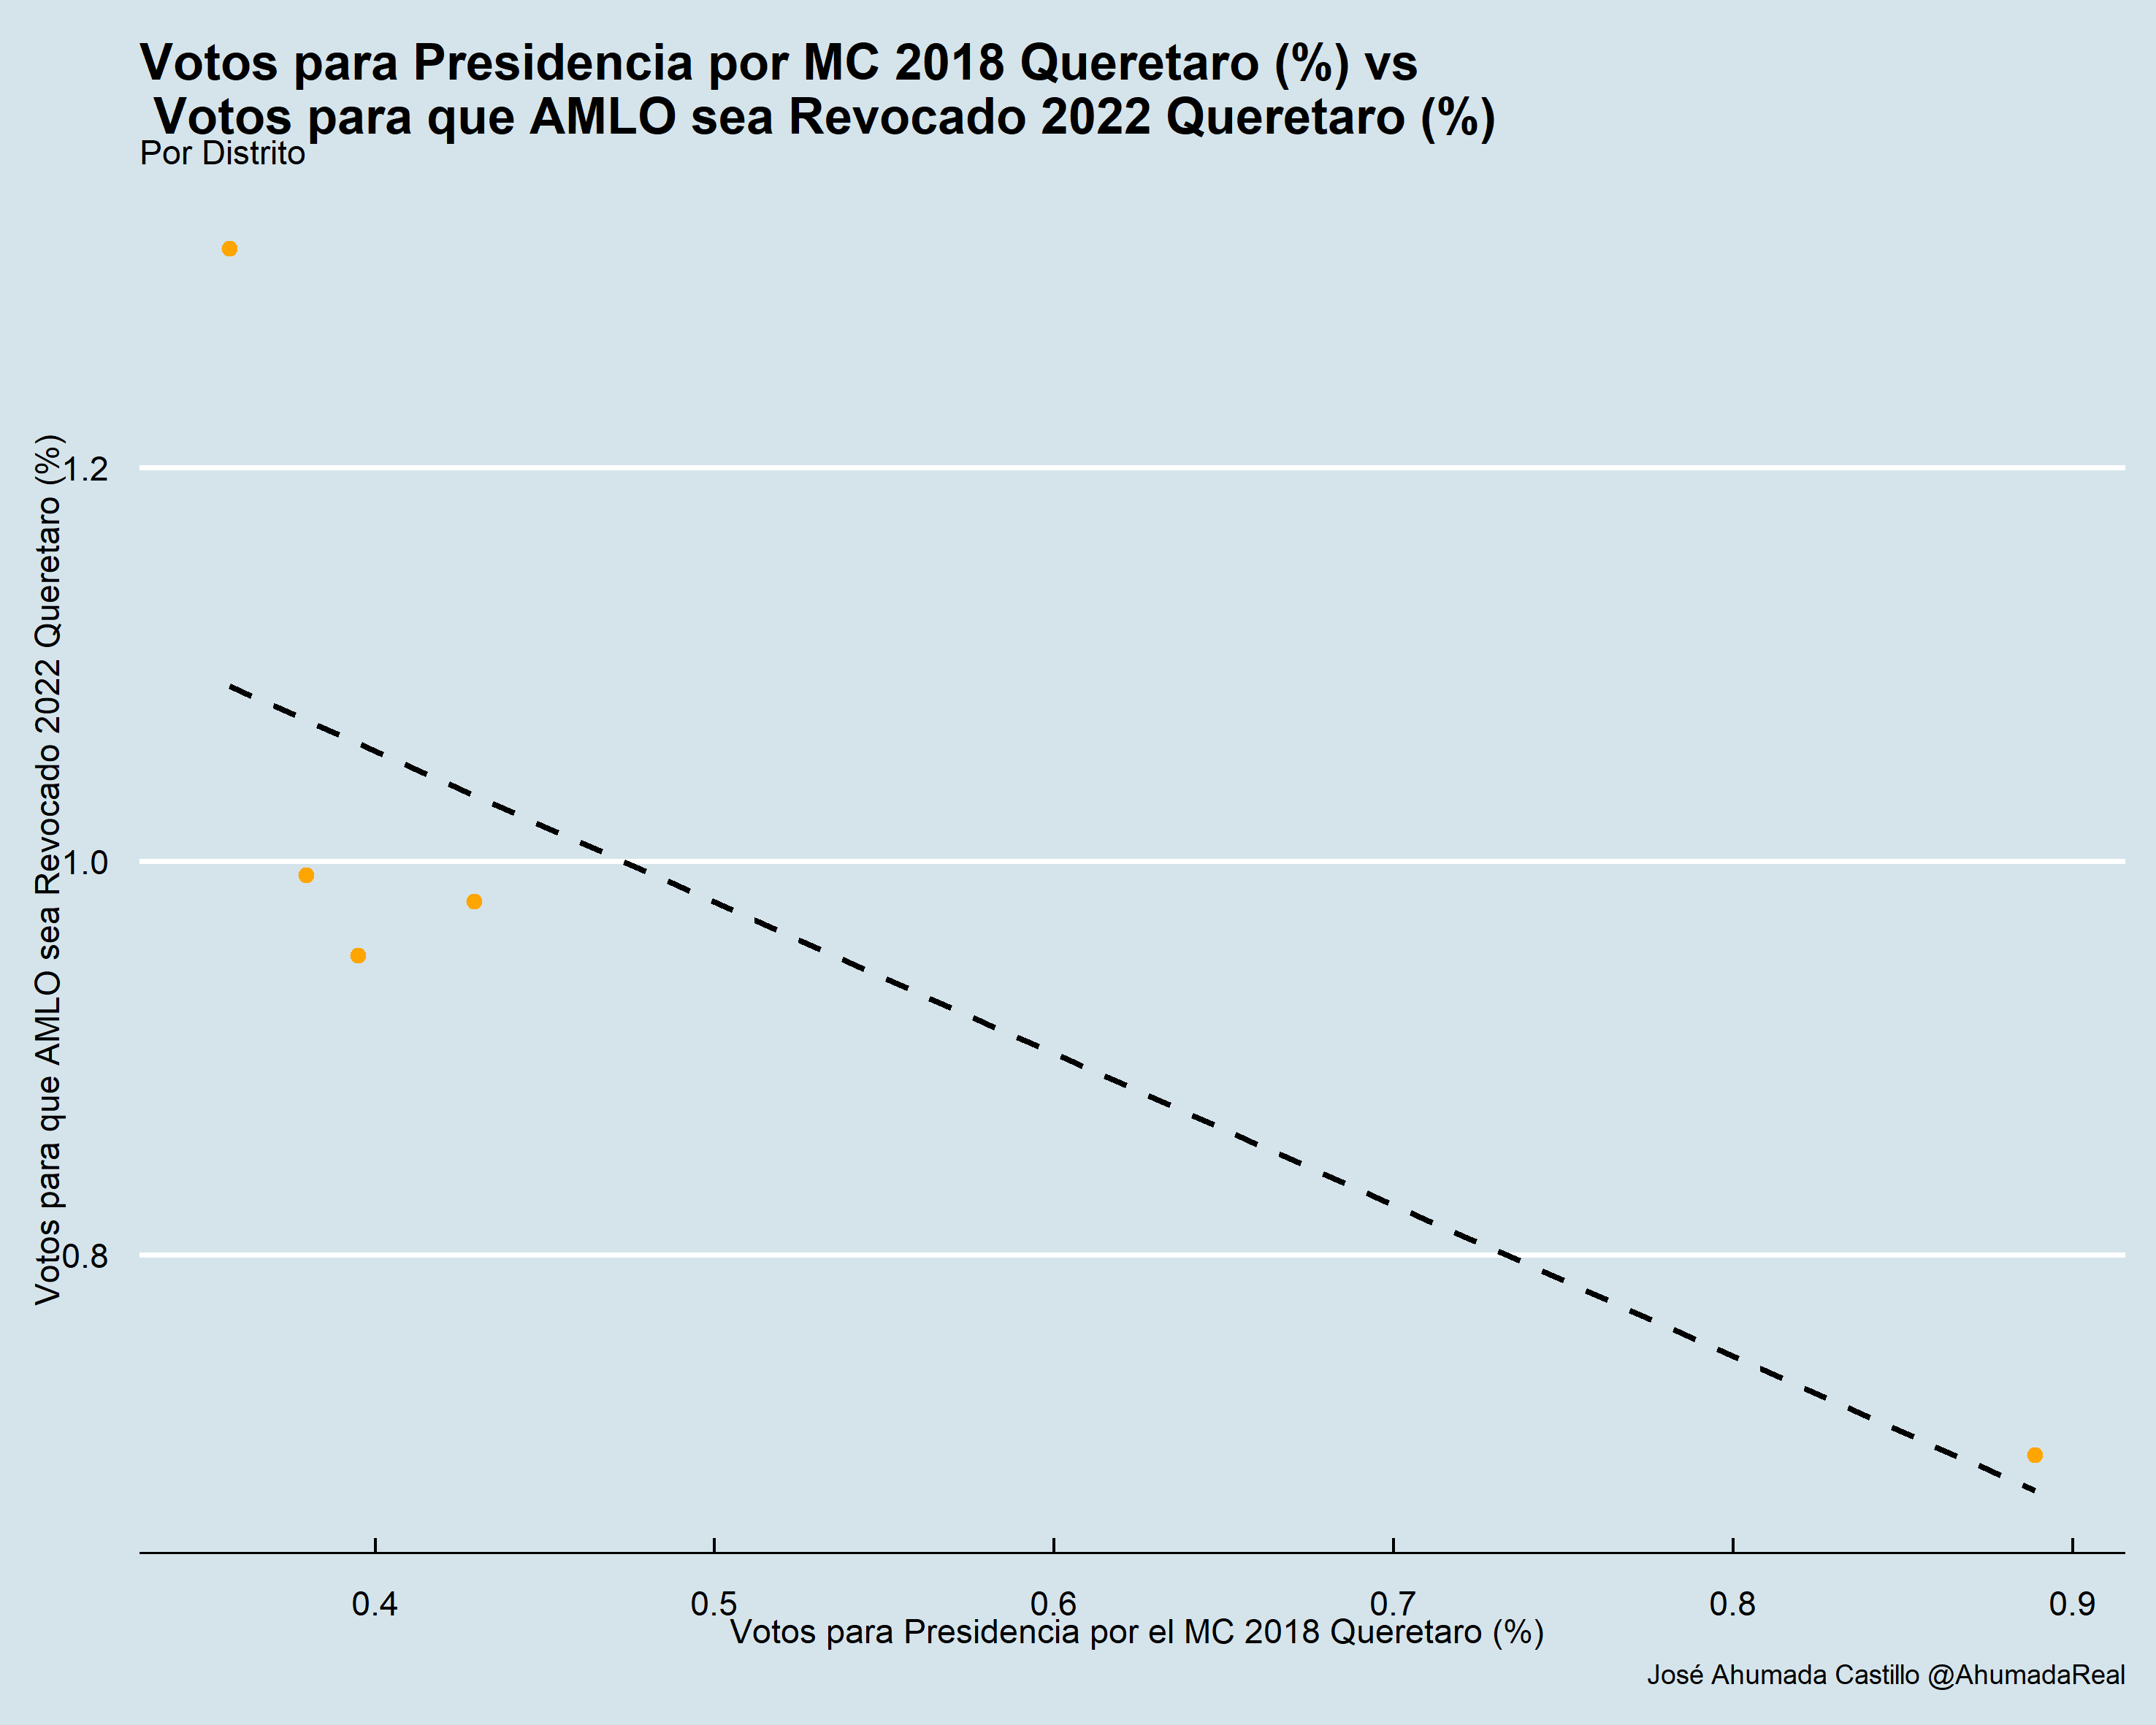 Votos para Presidencia por MC 2018 Queretaro (%) vs
Votos para que AMLO sea Revocado 2022 Queretaro (%)
Por Distrito
Votos para que AMLO sea Revocado 2022 Queretaro (%)
1.2
1.0
0.8
0.4 0.5 0.6 0.7 0.8 0.9
Votos para Presidencia por el MC 2018 Queretaro (%)
José Ahumada Castillo @AhumadaReal